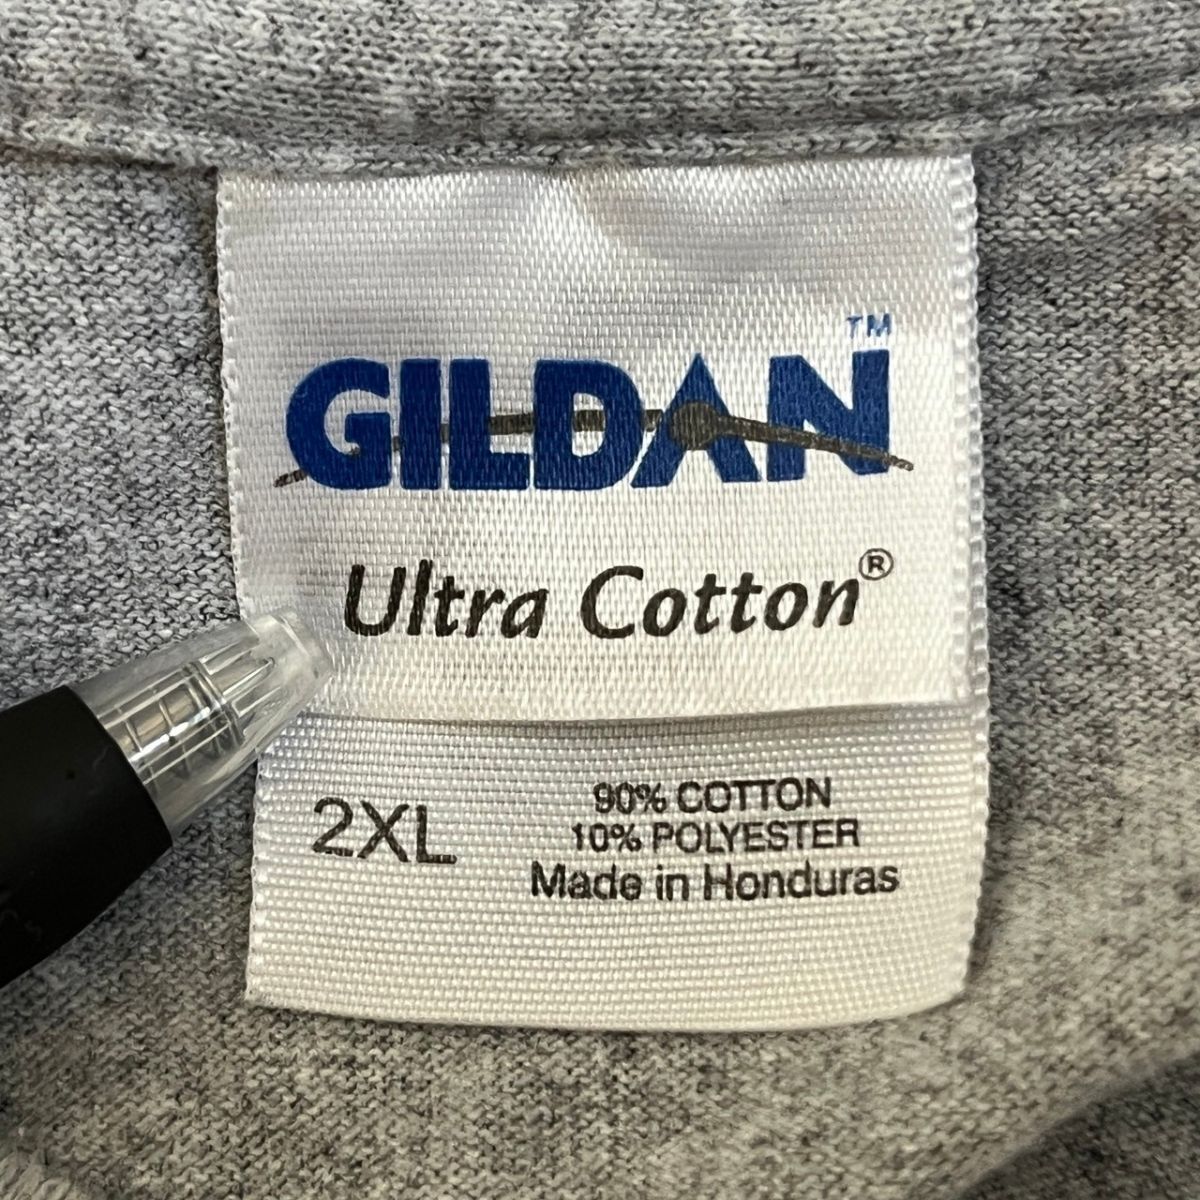 GILDAN™
Ultra Cotton®
2XL
90% COTTON
10% POLYESTER
Made in Honduras